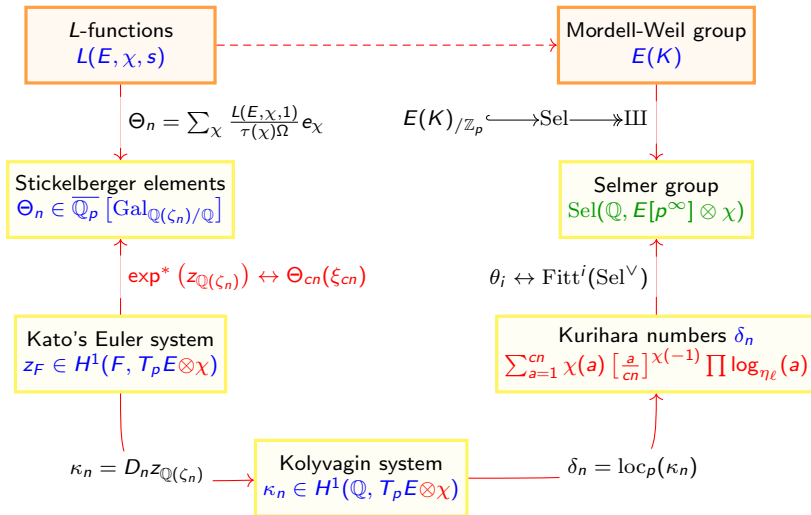 L-functions
L(E, χ, s)
Mordell-Weil group
E(K)
Θ_n = ∑_χ \frac{L(E,χ,1)}{τ(χ)Ω} e_χ
E(K)_{/ℤ_p} ↪ Sel ↠ Ш
Stickelberger elements
Θ_n ∈ \overline{ℚ_p} [Gal_{ℚ(ζ_n)/ℚ}]
Selmer group
Sel(ℚ, E[p^∞] ⊗ χ)
exp^* (z_{ℚ(ζ_n)}) ↔ Θ_{cn}(ξ_{cn})
θ_i ↔ Fitt^i(Sel^∨)
Kato's Euler system
z_F ∈ H^1(F, T_pE⊗χ)
Kurihara numbers δ_n
∑_{a=1}^{cn} χ(a) [\frac{a}{cn}]^{χ(-1)} ∏ log_{η_ℓ}(a)
κ_n = D_n z_{ℚ(ζ_n)}
Kolyvagin system
κ_n ∈ H^1(ℚ, T_pE⊗χ)
δ_n = loc_p(κ_n)